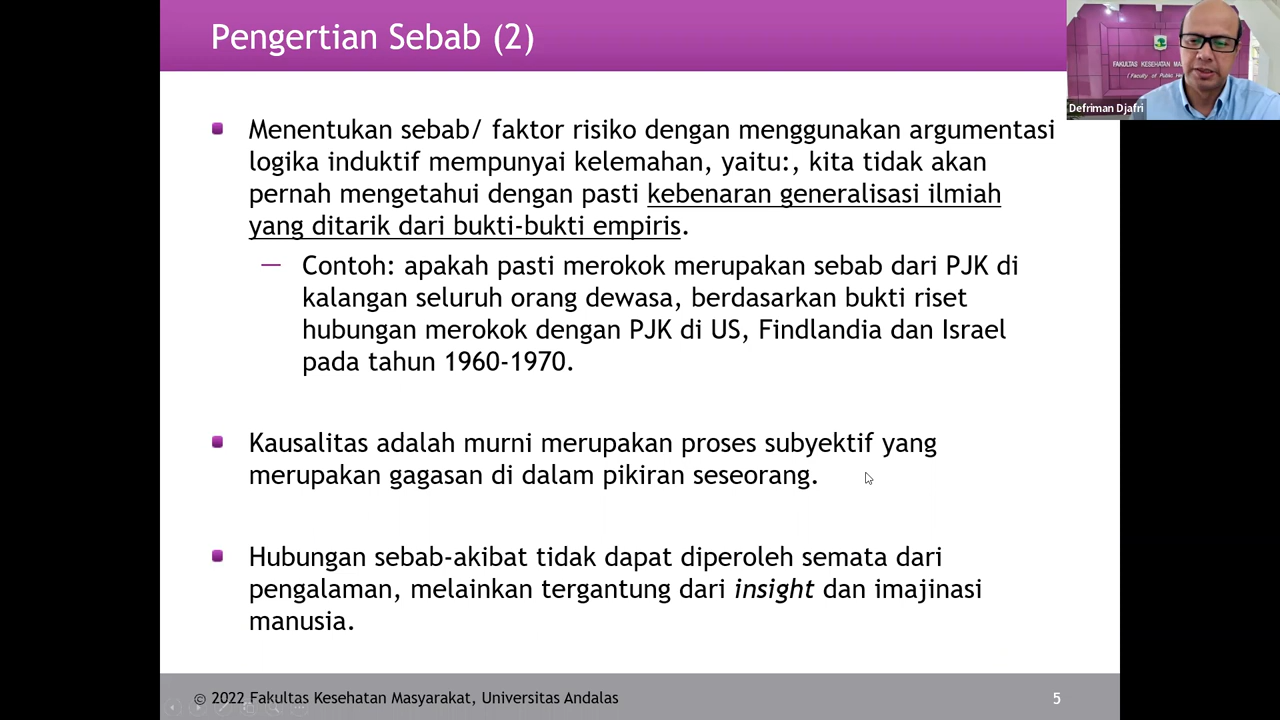 Pengertian Sebab (2)
FAKULTAS KESEHATAN
(Faculty of Public
Defriman Djafri
Menentukan sebab/ faktor risiko dengan menggunakan argumentasi
logika induktif mempunyai kelemahan, yaitu:, kita tidak akan
pernah mengetahui dengan pasti kebenaran generalisasi ilmiah
yang ditarik dari bukti-bukti empiris.
— Contoh: apakah pasti merokok merupakan sebab dari PJK di
kalangan seluruh orang dewasa, berdasarkan bukti riset
hubungan merokok dengan PJK di US, Findlandia dan Israel
pada tahun 1960-1970.
Kausalitas adalah murni merupakan proses subyektif yang
merupakan gagasan di dalam pikiran seseorang.
Hubungan sebab-akibat tidak dapat diperoleh semata dari
pengalaman, melainkan tergantung dari insight dan imajinasi
manusia.
© 2022 Fakultas Kesehatan Masyarakat, Universitas Andalas
5